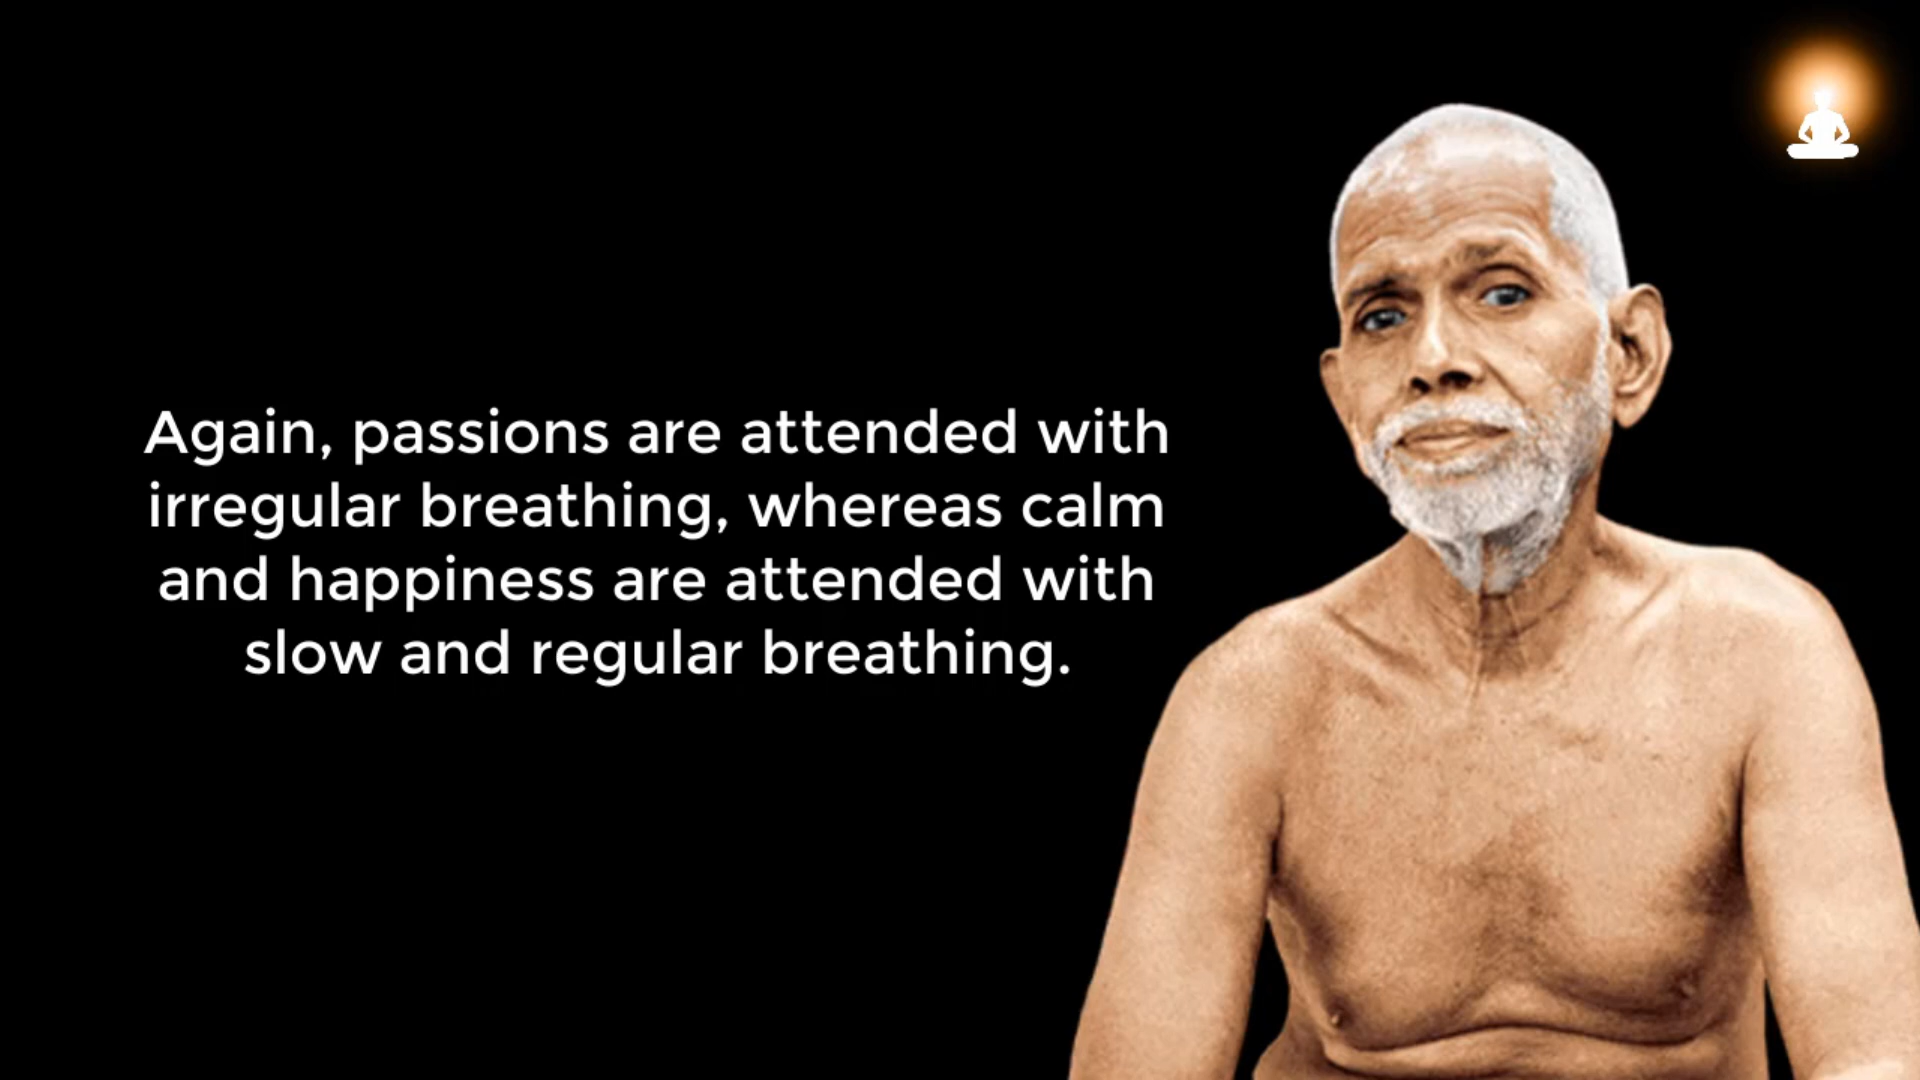 Again, passions are attended with
irregular breathing, whereas calm
and happiness are attended with
slow and regular breathing.